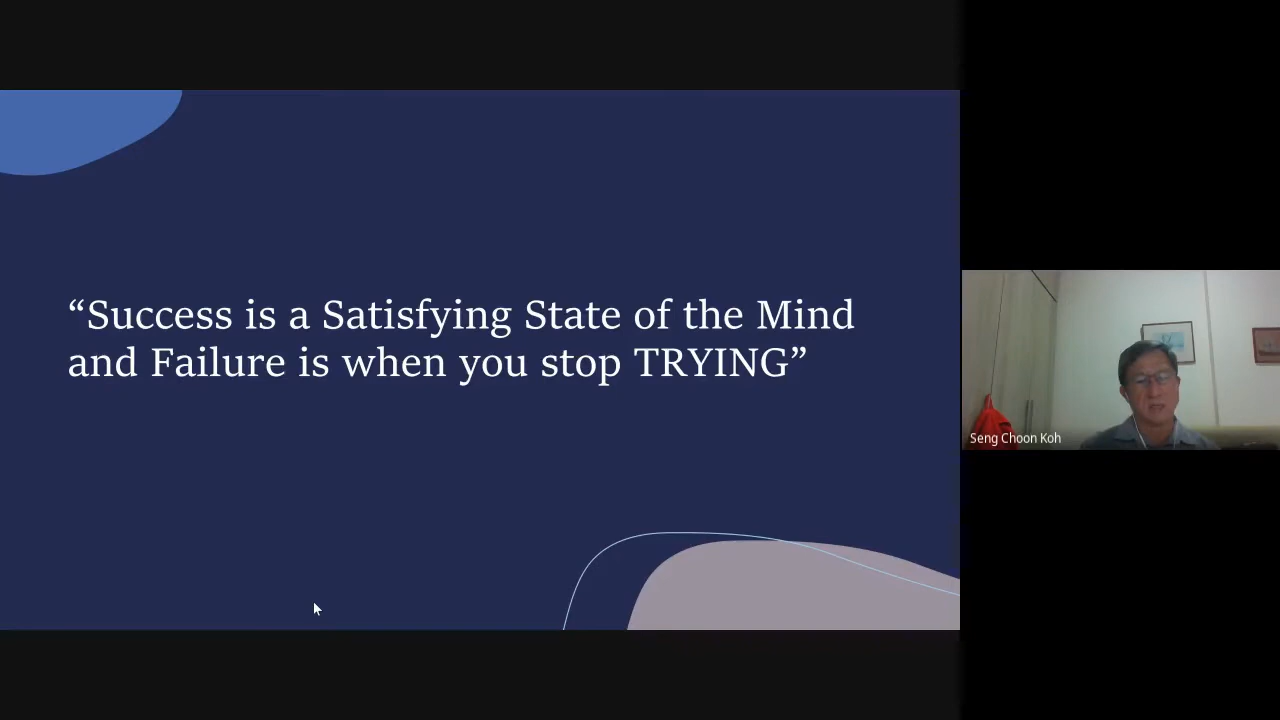 “Success is a Satisfying State of the Mind
and Failure is when you stop TRYING”
Seng Choon Koh